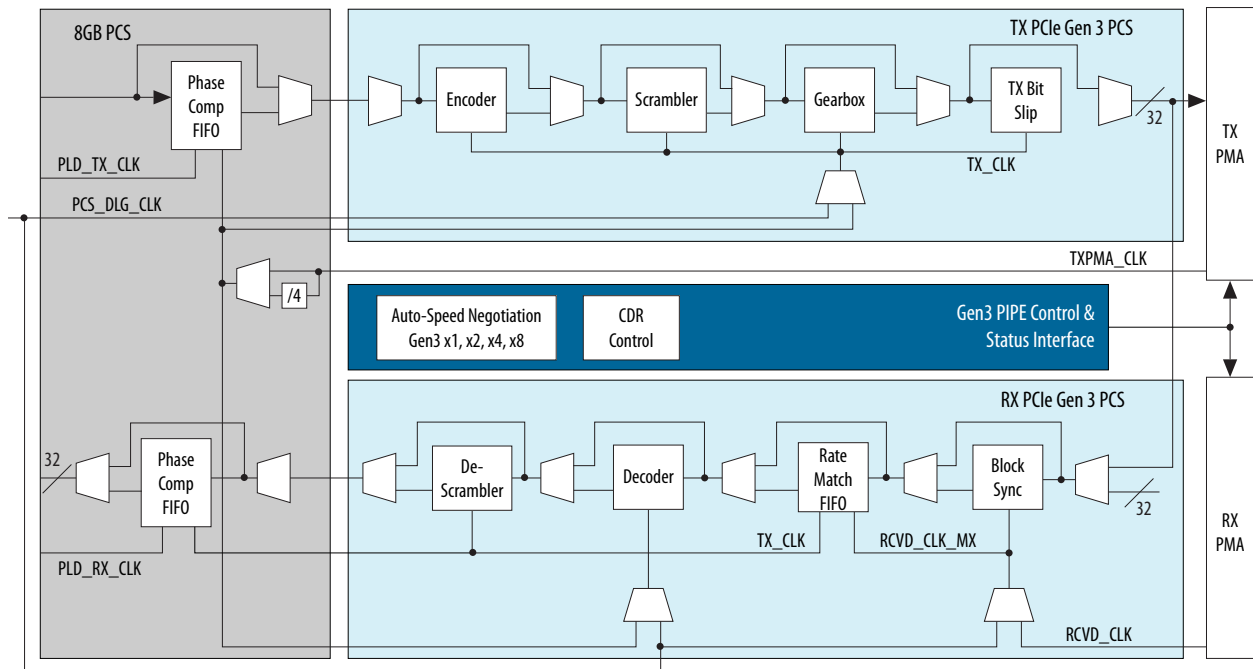 8GB PCS
TX PCIe Gen 3 PCS
Phase
Comp
FIFO
Encoder
Scrambler
Gearbox
TX Bit
Slip
32
TX
PMA
PLD_TX_CLK
TX_CLK
PCS_DLG_CLK
TXPMA_CLK
/4
Auto-Speed Negotiation
Gen3 x1, x2, x4, x8
CDR
Control
Gen3 PIPE Control &
Status Interface
RX PCIe Gen 3 PCS
32
Phase
Comp
FIFO
De-
Scrambler
Decoder
Rate
Match
FIFO
Block
Sync
32
RX
PMA
PLD_RX_CLK
TX_CLK
RCVD_CLK_MX
RCVD_CLK